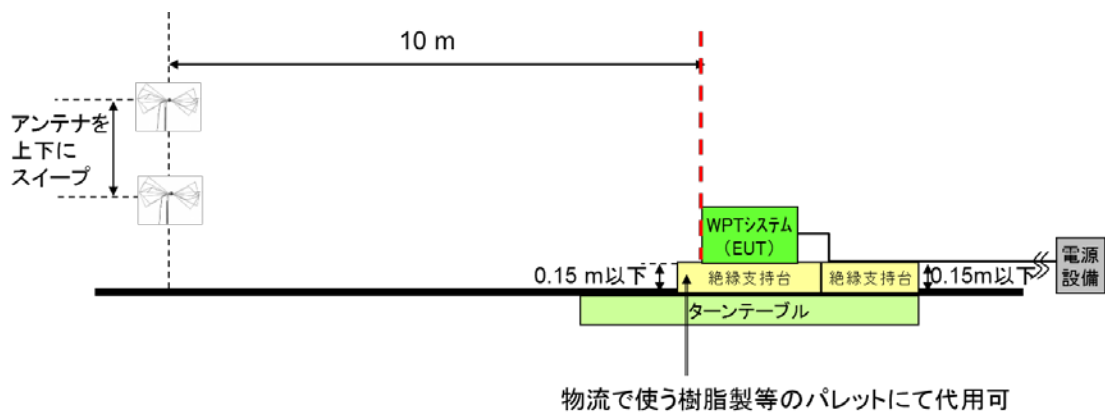 10 m
アンテナを
上下に
スイープ
WPTシステム
(EUT)
0.15 m以下
絶縁支持台
絶縁支持台
0.15m以下
電源
設備
ターンテーブル
物流で使う樹脂製等のパレットにて代用可